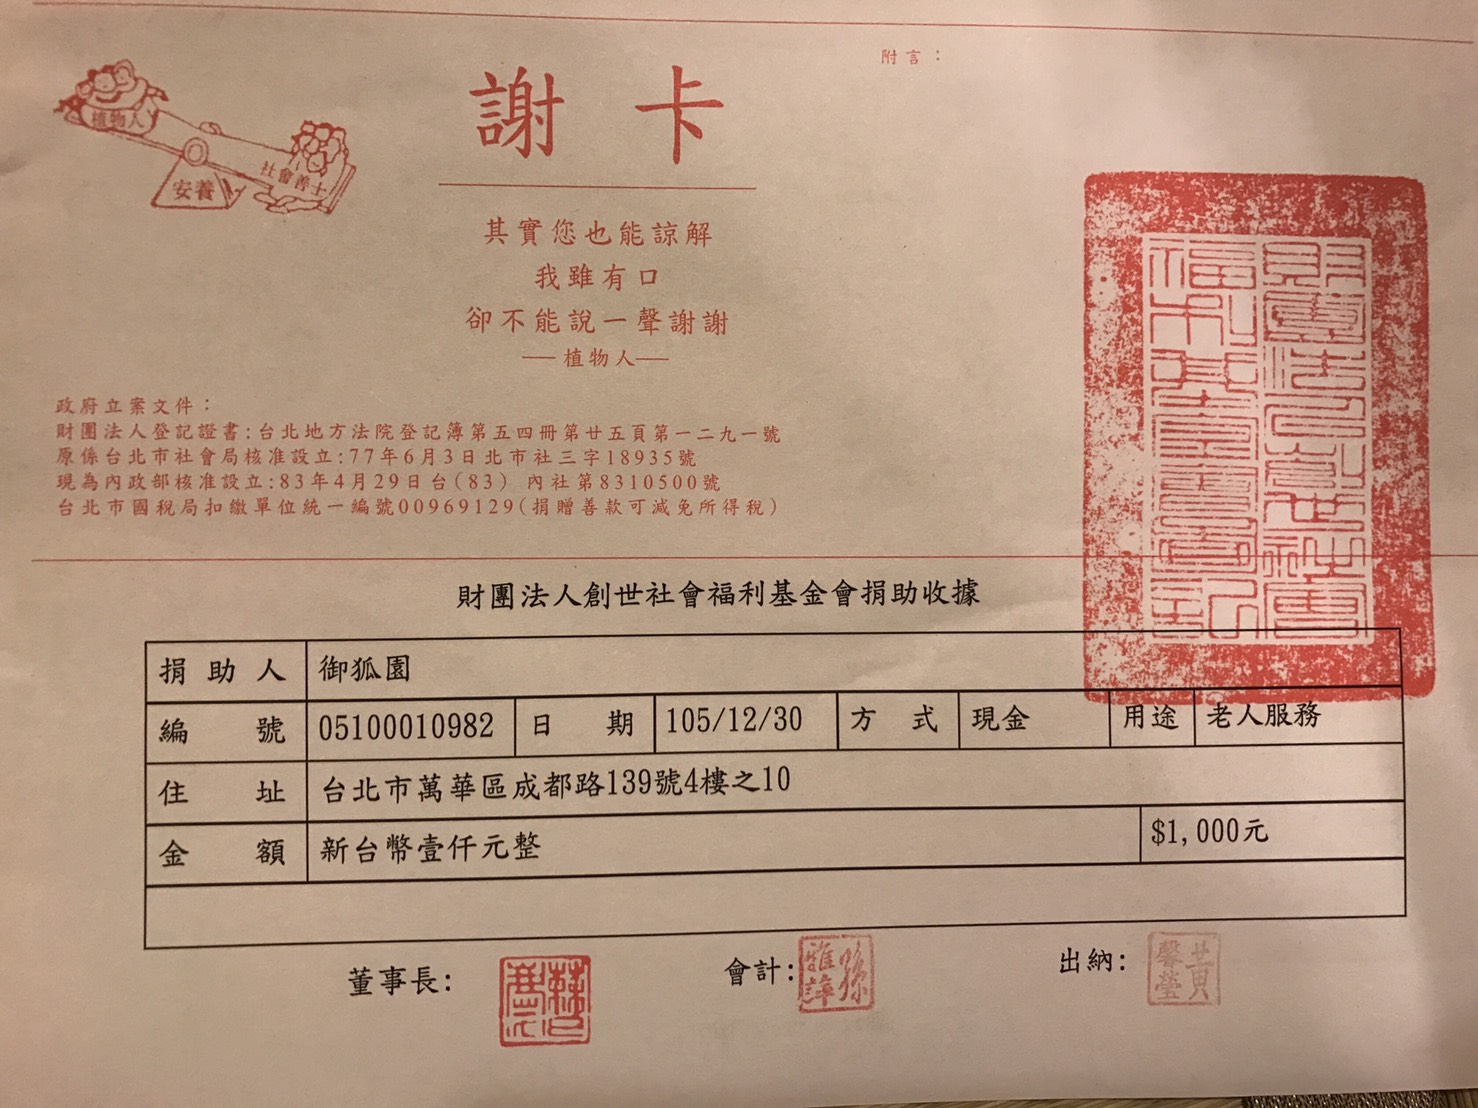 植物人
安養
社會善士
謝卡
附言：
其實您也能諒解
我雖有口
卻不能說一聲謝謝
──植物人──
政府立案文件：
財團法人登記證書:台北地方法院登記簿第五四冊第廿五頁第一二九一號
原係台北市社會局核准設立:77年6月3日北市社三字18935號
現為內政部核准設立:83年4月29日台(83) 內社第8310500號
台北市國稅局扣繳單位統一編號00969129(捐贈善款可減免所得稅)
財團法人創世社會福利基金會捐助收據
捐助人 御狐園
編號 05100010982 日期 105/12/30 方式 現金 用途 老人服務
住址 台北市萬華區成都路139號4樓之10
金額 新台幣壹仟元整 $1,000元
董事長: 會計: 出納:
黃馨瑩